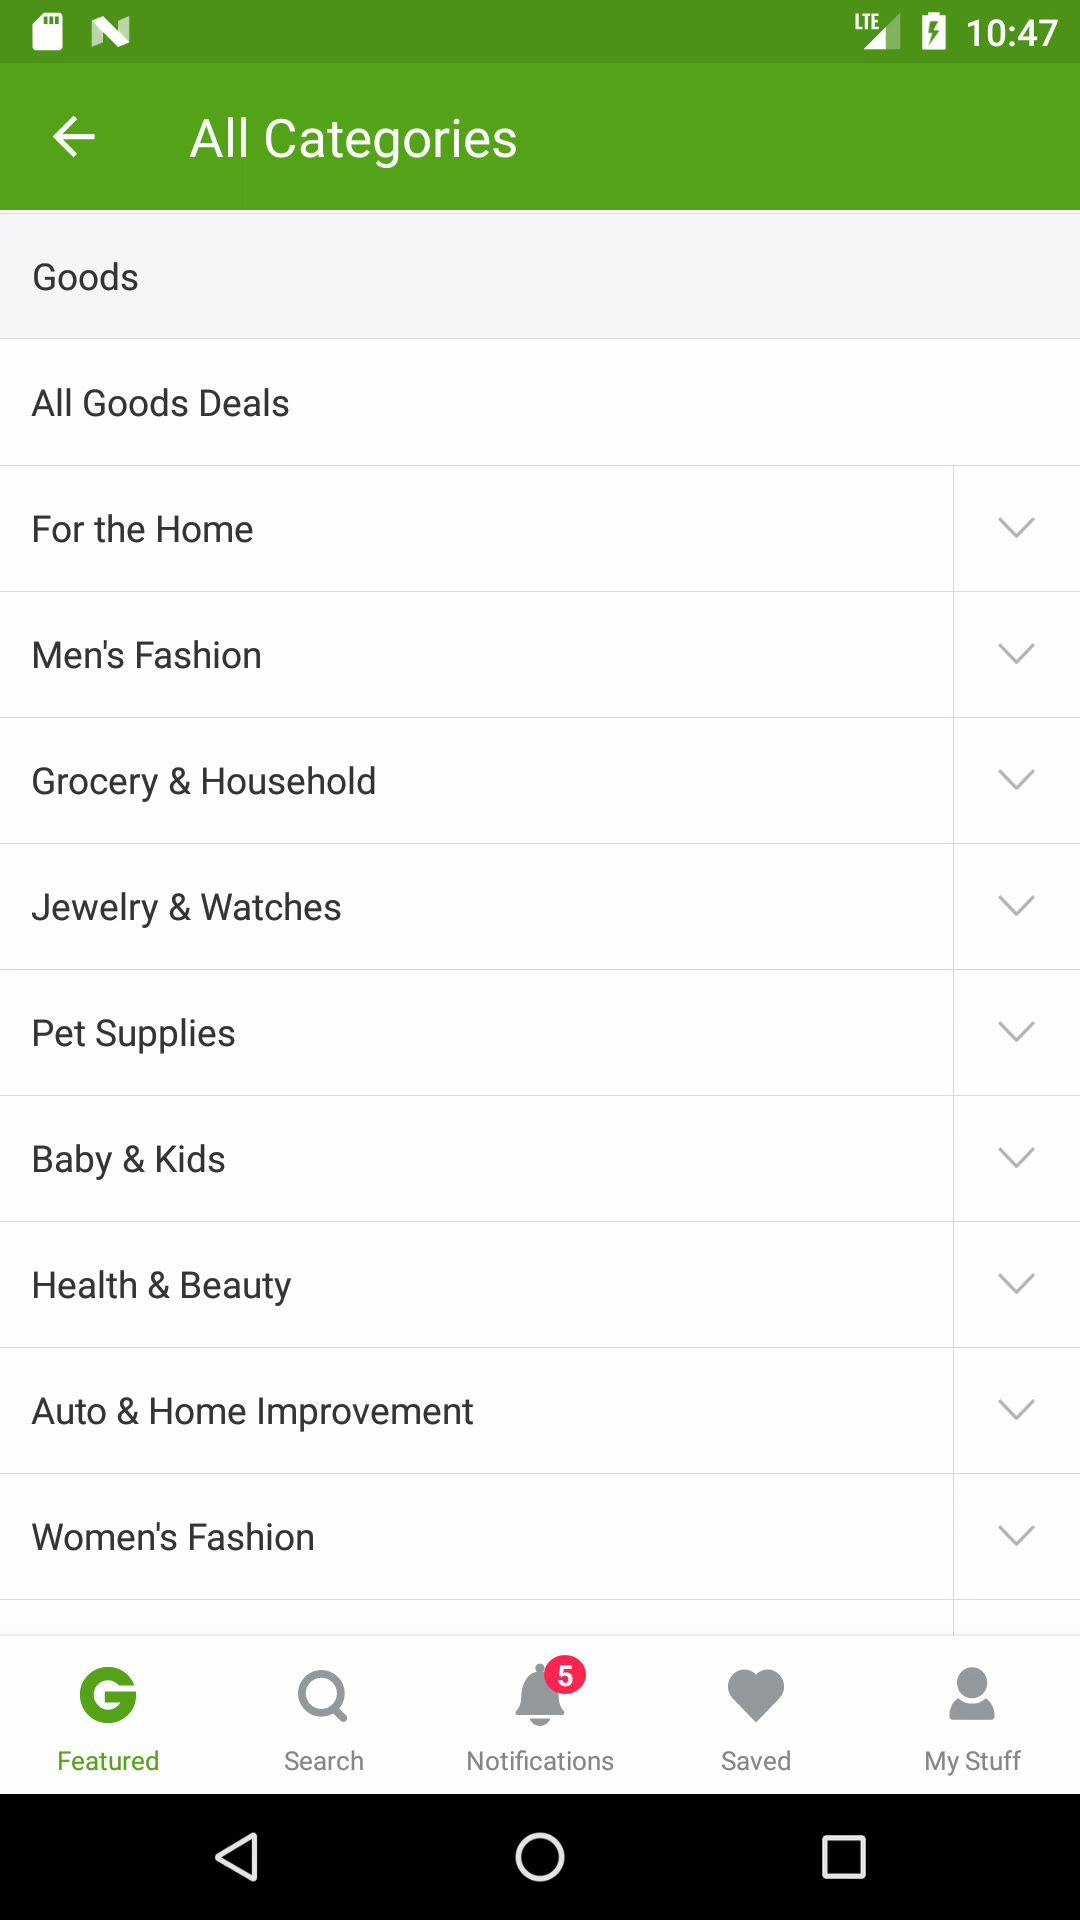 LTE 10:47
All Categories
Goods
All Goods Deals
For the Home
Men's Fashion
Grocery & Household
Jewelry & Watches
Pet Supplies
Baby & Kids
Health & Beauty
Auto & Home Improvement
Women's Fashion
5
Featured Search Notifications Saved My Stuff